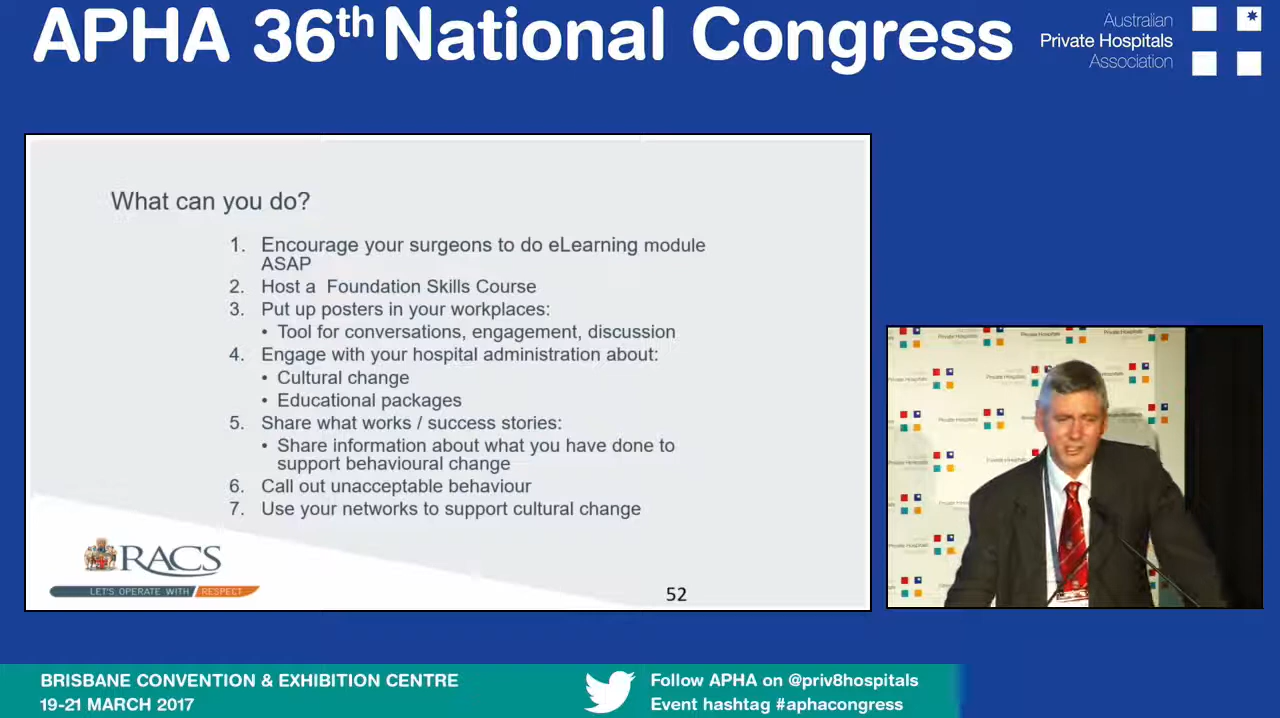 APHA 36th National Congress
Australian
Private Hospitals
Association
What can you do?
1. Encourage your surgeons to do eLearning module
ASAP
2. Host a Foundation Skills Course
3. Put up posters in your workplaces:
• Tool for conversations, engagement, discussion
4. Engage with your hospital administration about:
• Cultural change
• Educational packages
5. Share what works / success stories:
• Share information about what you have done to
support behavioural change
6. Call out unacceptable behaviour
7. Use your networks to support cultural change
RACS
LET'S OPERATE WITH RESPECT
52
Private Hospitals
BRISBANE CONVENTION & EXHIBITION CENTRE
19-21 MARCH 2017
Follow APHA on @priv8hospitals
Event hashtag #aphacongress